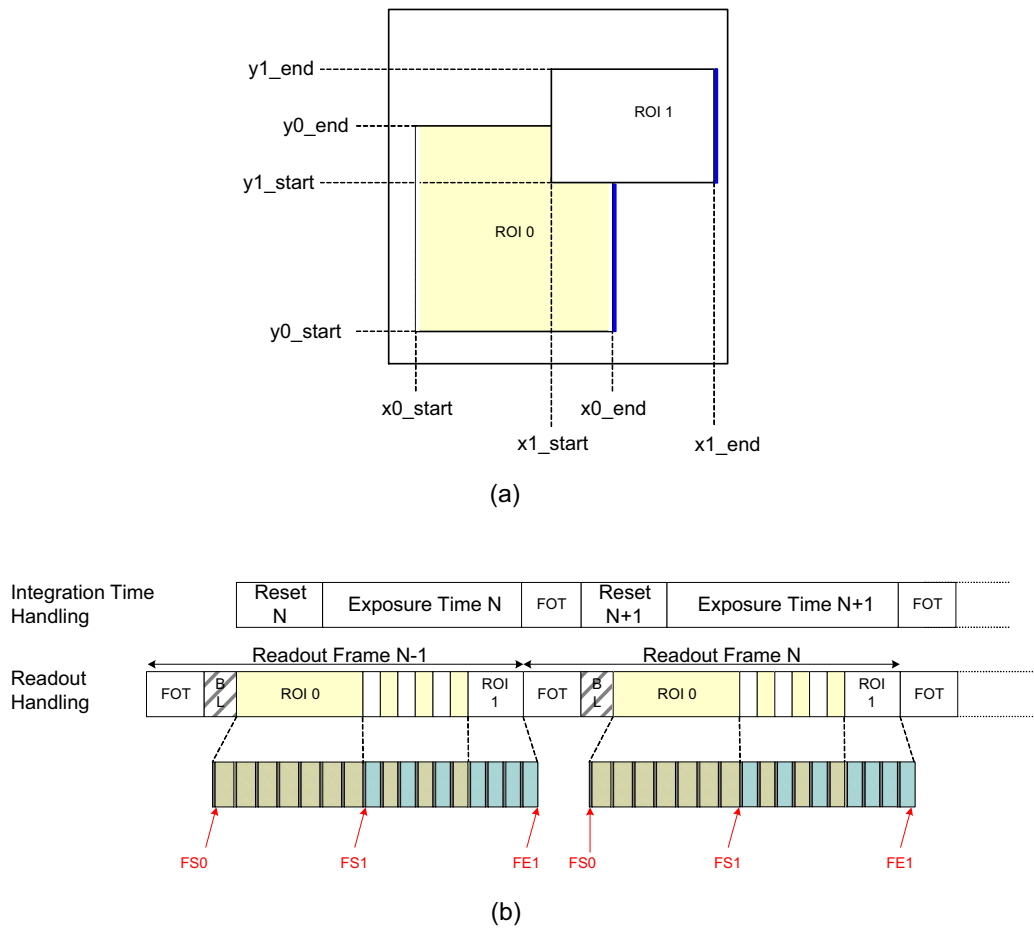 y1_end
ROI 1
y0_end
y1_start
ROI 0
y0_start
x0_start
x0_end
x1_start
x1_end
(a)
Integration Time
Handling
Reset
N
Exposure Time N
FOT
Reset
N+1
Exposure Time N+1
FOT
Readout Frame N-1
Readout Frame N
Readout
Handling
FOT
B
L
ROI 0
ROI
1
FOT
B
L
ROI 0
ROI
1
FOT
FS0
FS1
FE1
FS0
FS1
FE1
(b)